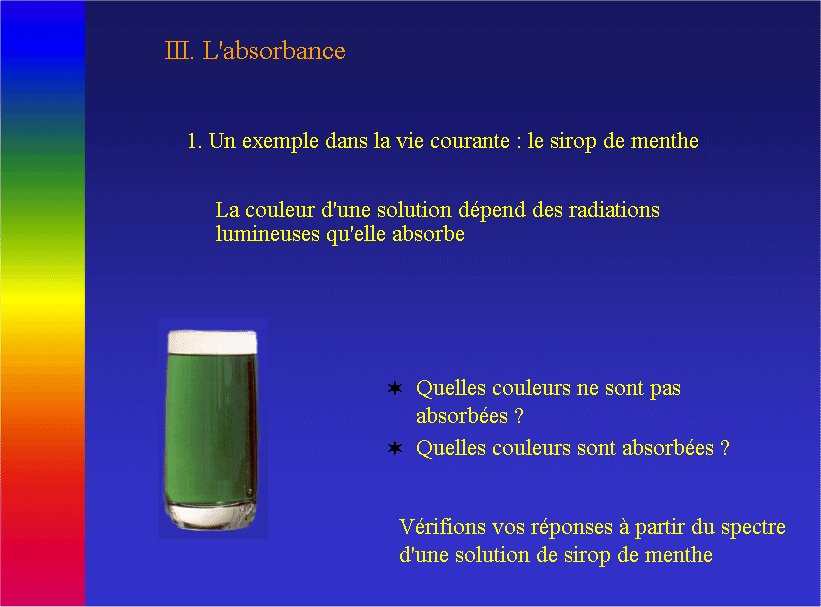 III. L'absorbance
1. Un exemple dans la vie courante : le sirop de menthe
La couleur d'une solution dépend des radiations
lumineuses qu'elle absorbe
Quelles couleurs ne sont pas
absorbées ?
Quelles couleurs sont absorbées ?
Vérifions vos réponses à partir du spectre
d'une solution de sirop de menthe